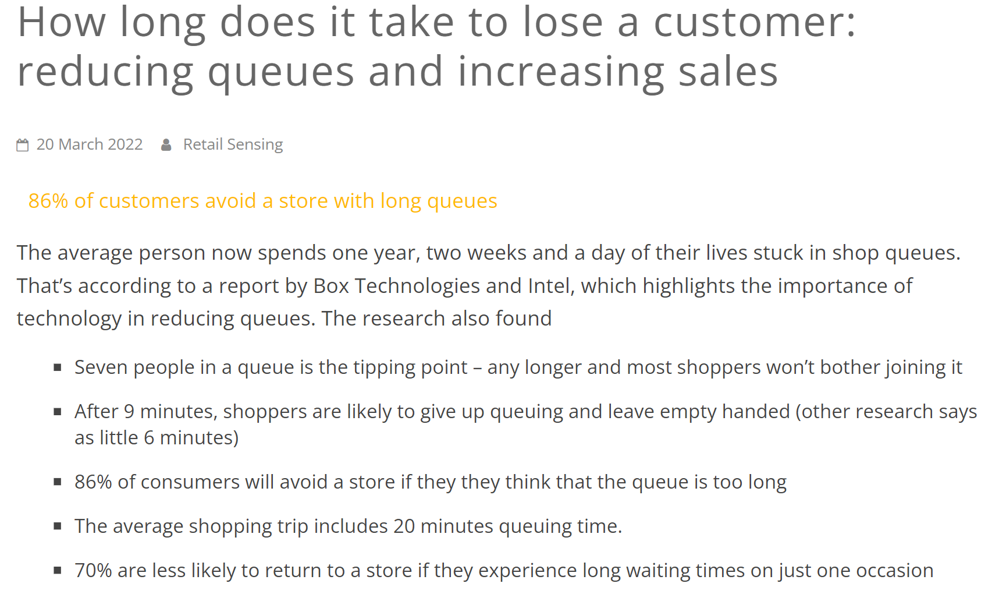 How long does it take to lose a customer:
reducing queues and increasing sales
20 March 2022 Retail Sensing
86% of customers avoid a store with long queues
The average person now spends one year, two weeks and a day of their lives stuck in shop queues.
That’s according to a report by Box Technologies and Intel, which highlights the importance of
technology in reducing queues. The research also found
▪ Seven people in a queue is the tipping point – any longer and most shoppers won’t bother joining it
▪ After 9 minutes, shoppers are likely to give up queuing and leave empty handed (other research says
as little 6 minutes)
▪ 86% of consumers will avoid a store if they they think that the queue is too long
▪ The average shopping trip includes 20 minutes queuing time.
▪ 70% are less likely to return to a store if they experience long waiting times on just one occasion